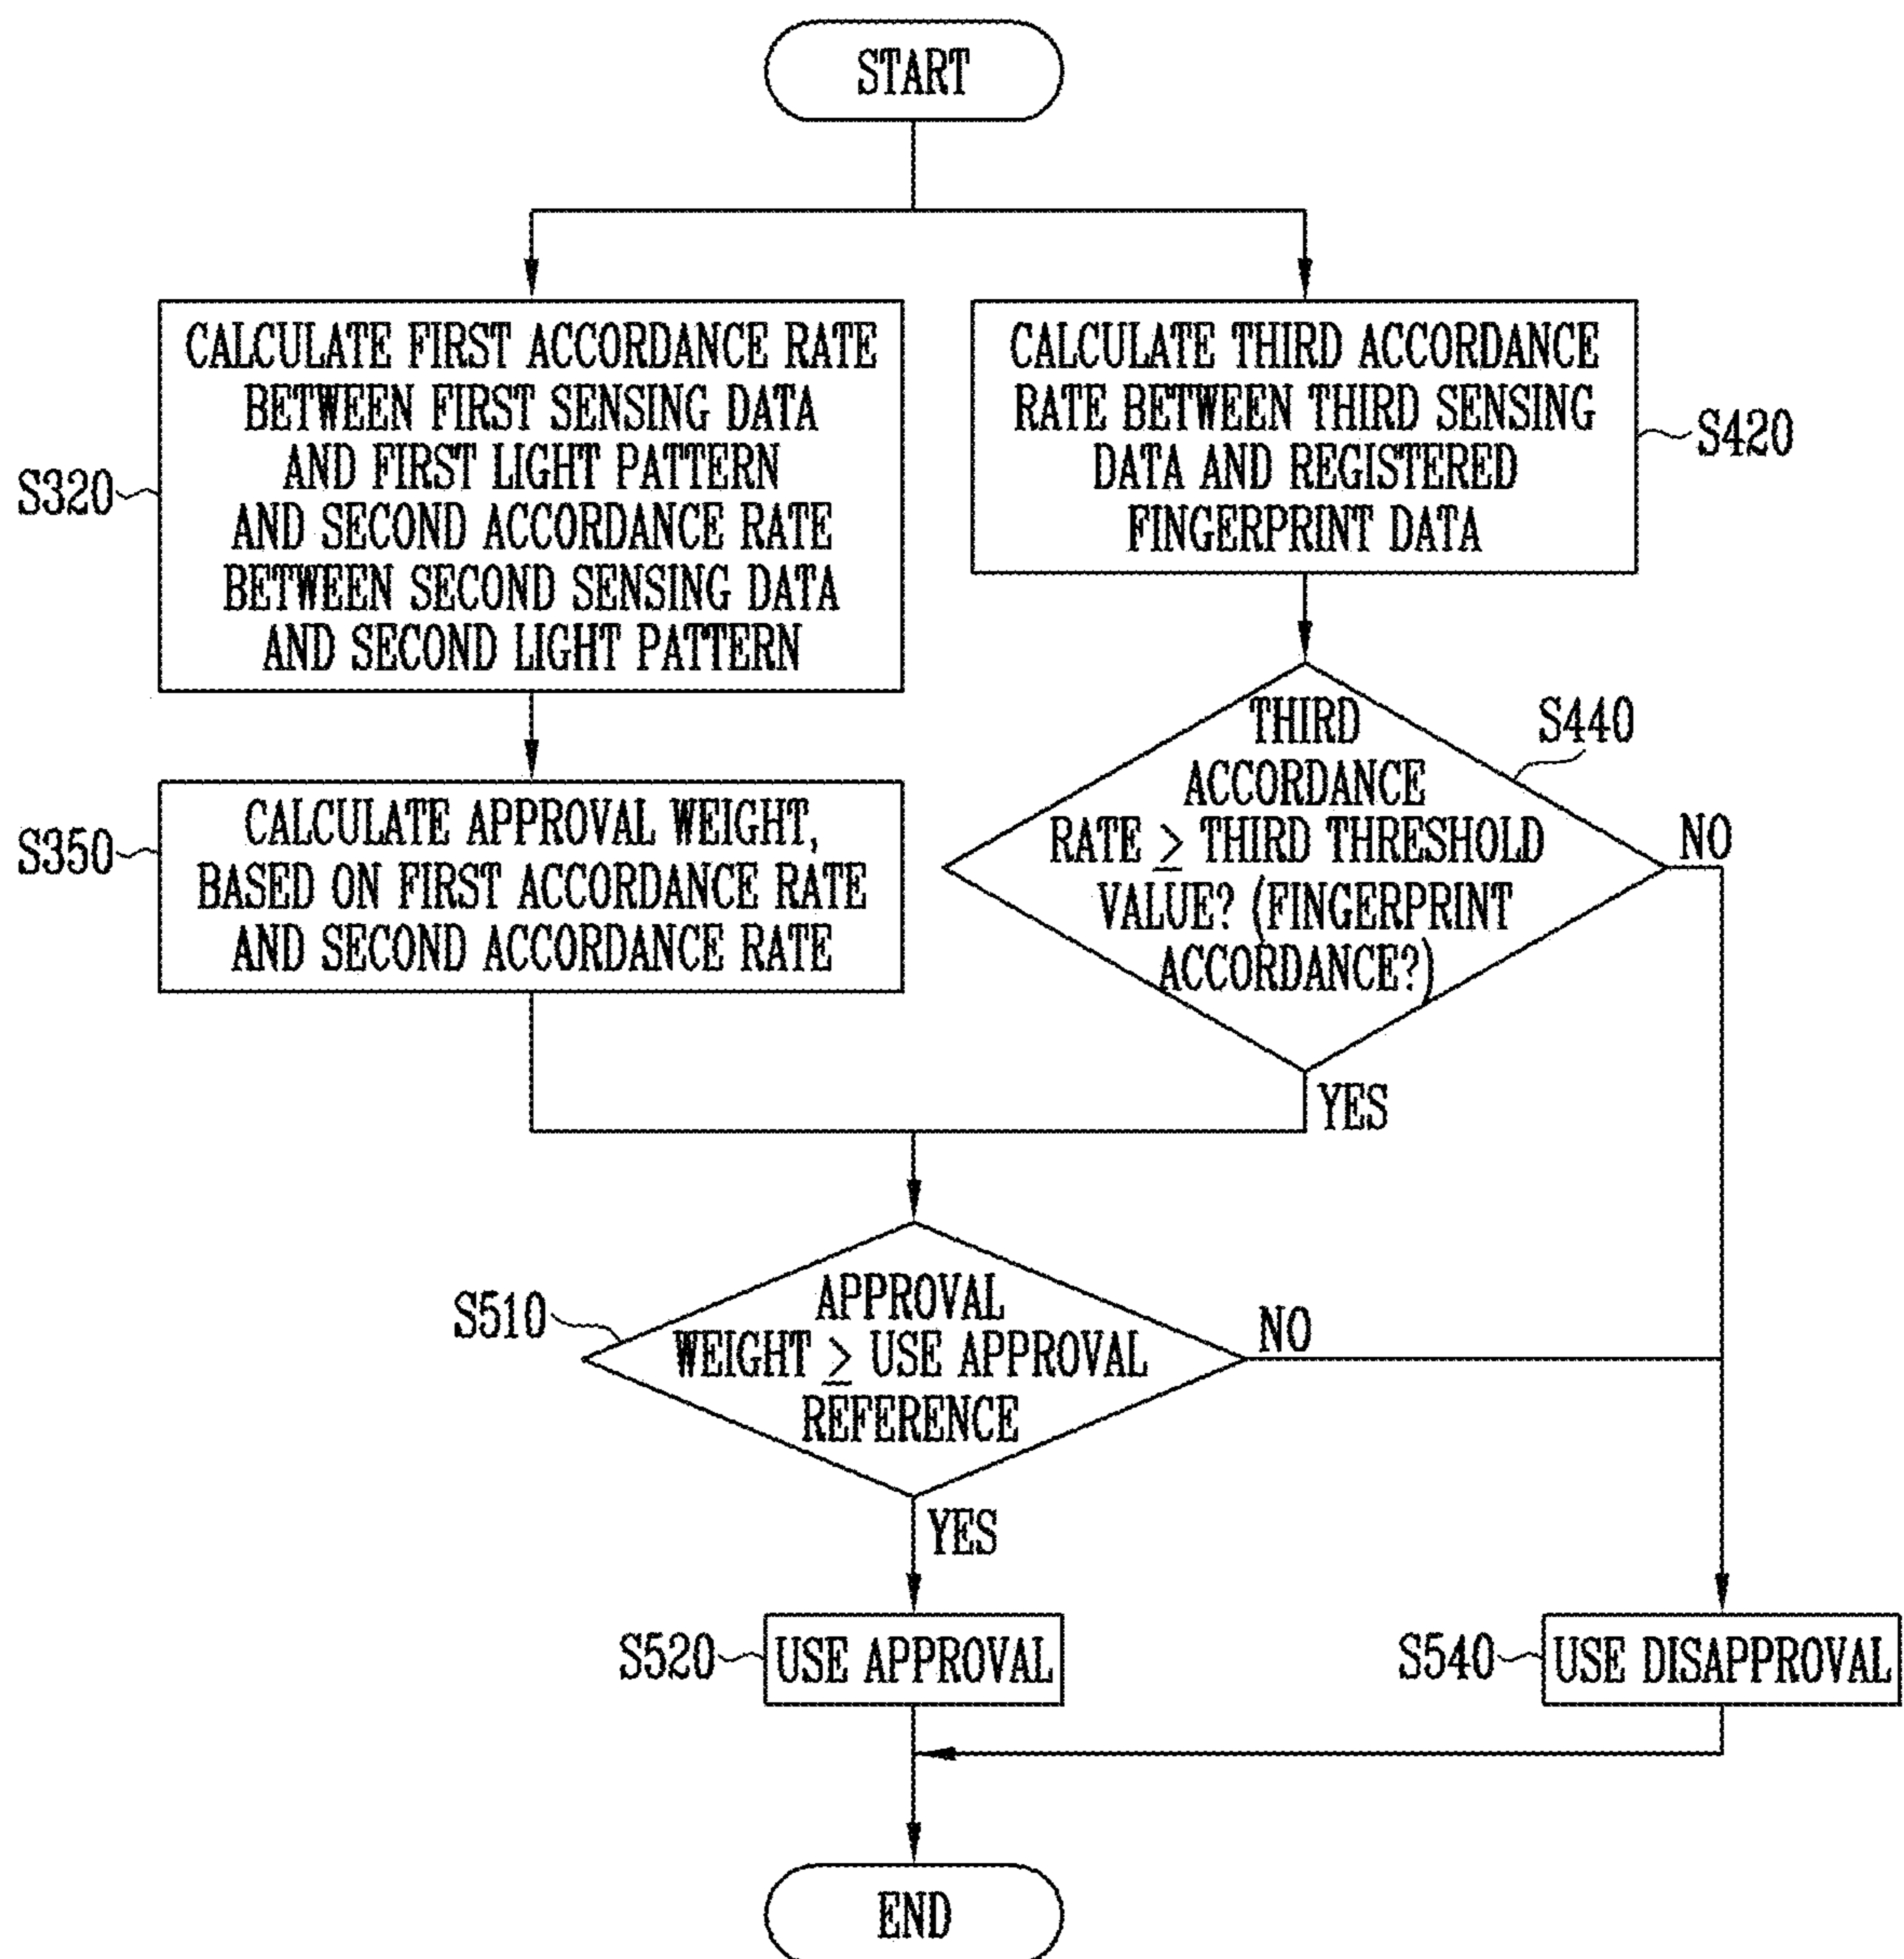 START
CALCULATE FIRST ACCORDANCE RATE
BETWEEN FIRST SENSING DATA
AND FIRST LIGHT PATTERN
AND SECOND ACCORDANCE RATE
BETWEEN SECOND SENSING DATA
AND SECOND LIGHT PATTERN
S320
CALCULATE THIRD ACCORDANCE
RATE BETWEEN THIRD SENSING
DATA AND REGISTERED
FINGERPRINT DATA
S420
CALCULATE APPROVAL WEIGHT,
BASED ON FIRST ACCORDANCE RATE
AND SECOND ACCORDANCE RATE
S350
THIRD
ACCORDANCE
RATE ≥ THIRD THRESHOLD
VALUE? (FINGERPRINT
ACCORDANCE?)
S440
NO
YES
APPROVAL
WEIGHT ≥ USE APPROVAL
REFERENCE
S510
NO
YES
S520
USE APPROVAL
S540
USE DISAPPROVAL
END